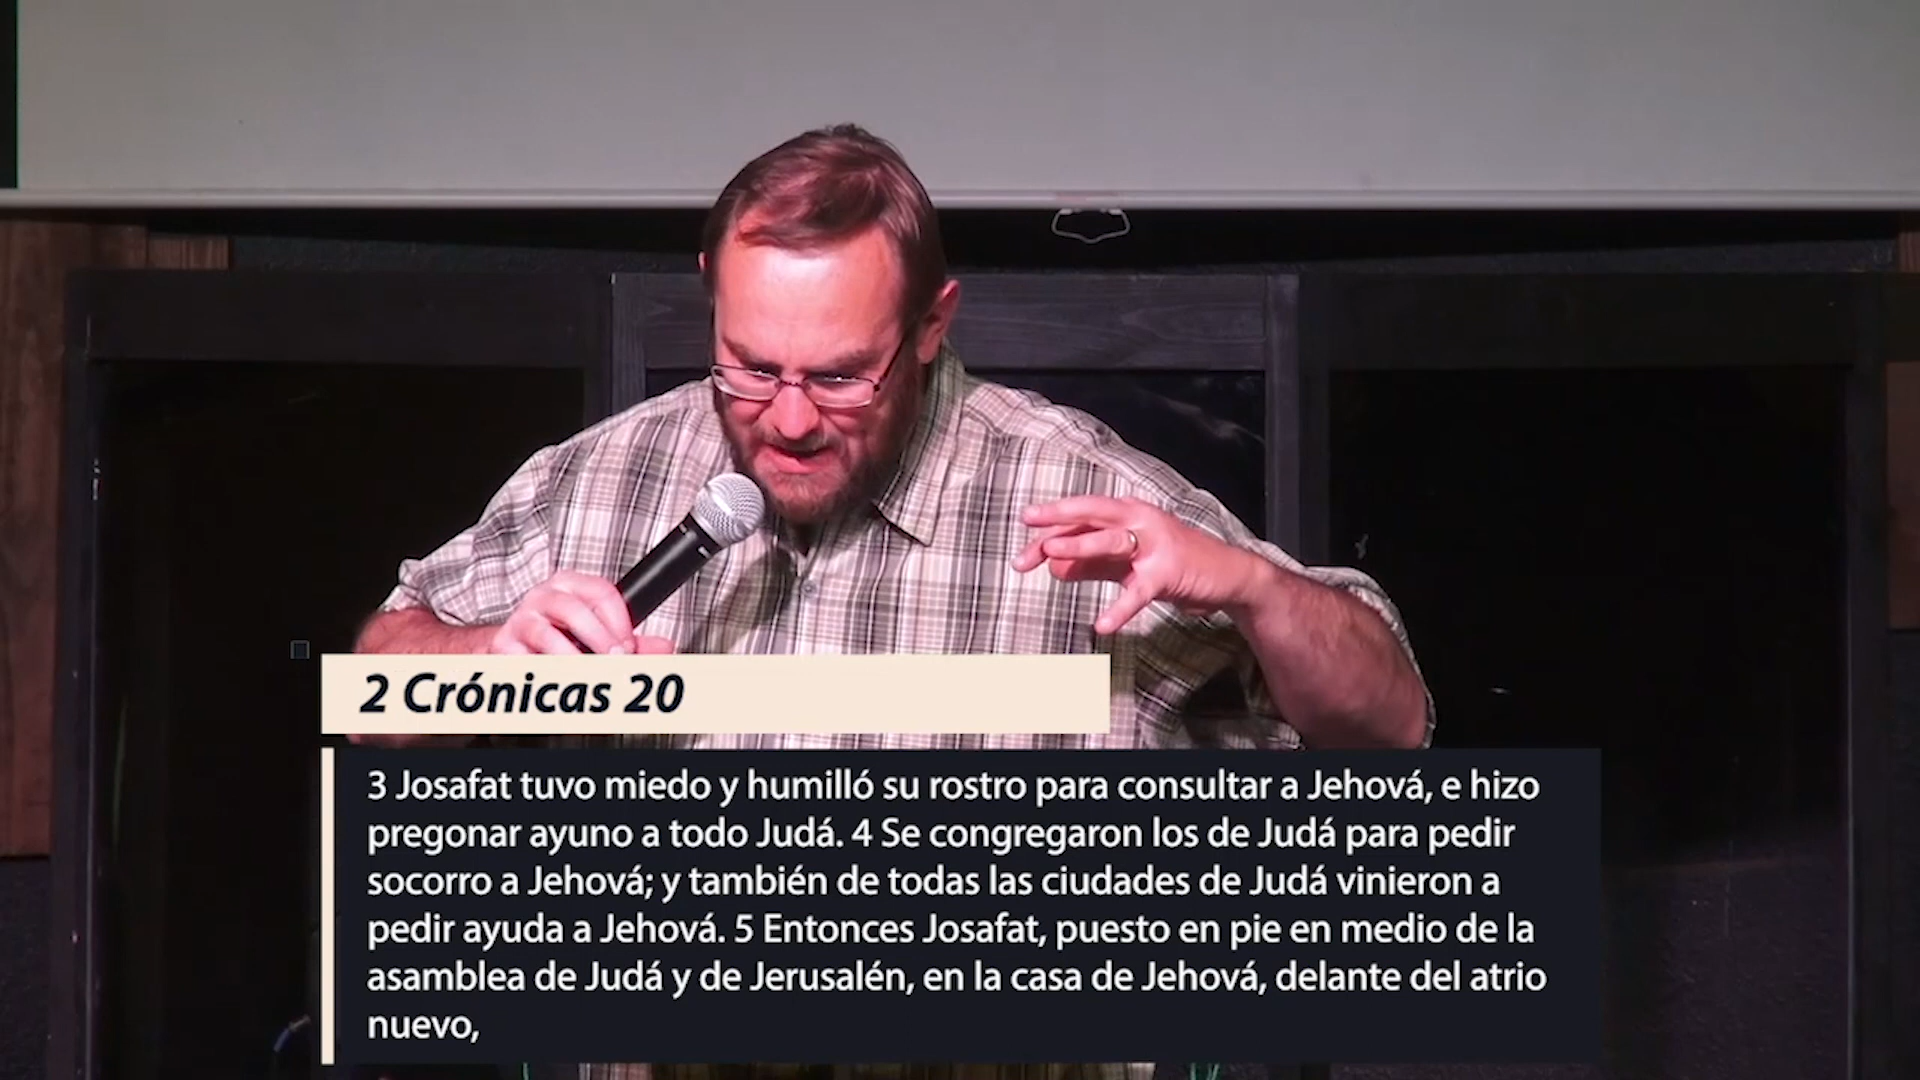 2 Crónicas 20
3 Josafat tuvo miedo y humilló su rostro para consultar a Jehová, e hizo
pregonar ayuno a todo Judá. 4 Se congregaron los de Judá para pedir
socorro a Jehová; y también de todas las ciudades de Judá vinieron a
pedir ayuda a Jehová. 5 Entonces Josafat, puesto en pie en medio de la
asamblea de Judá y de Jerusalén, en la casa de Jehová, delante del atrio
nuevo,